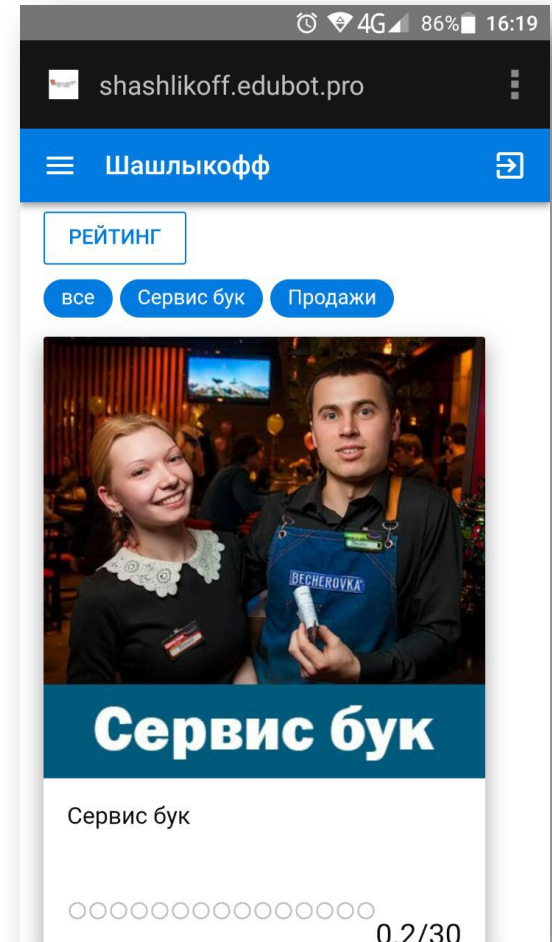 4G 86% 16:19
shashlikoff.edubot.pro
Шашлыкофф
РЕЙТИНГ
все Сервис бук Продажи
BECHEROVKA
Сервис бук
Сервис бук
0.2/30